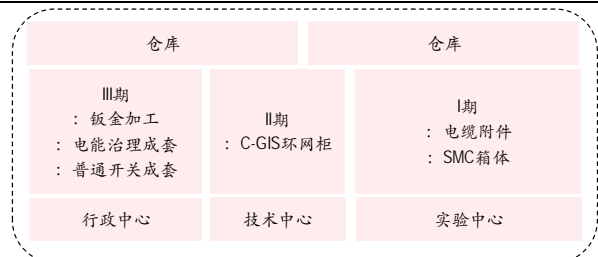 仓库
仓库
III期
：钣金加工
：电能治理成套
：普通开关成套
II期
：C-GIS环网柜
I期
：电缆附件
：SMC箱体
行政中心
技术中心
实验中心